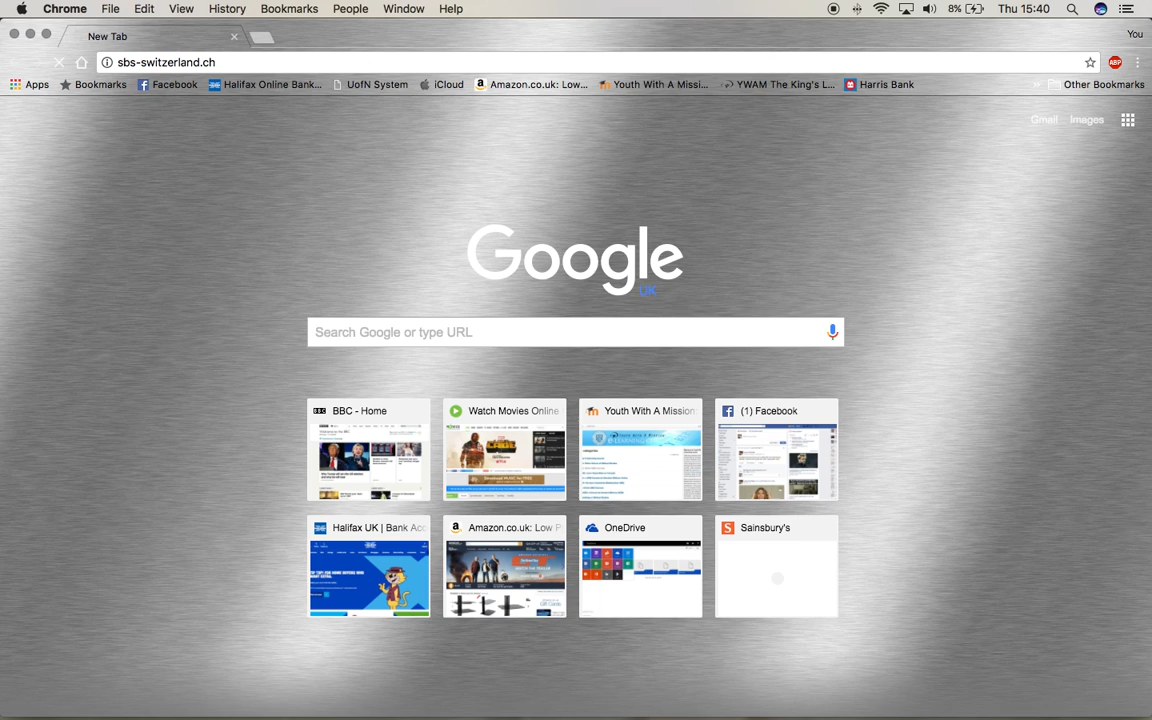 Chrome File Edit View History Bookmarks People Window Help 8% Thu 15:40
New Tab You
sbs-switzerland.ch ABP
Apps Bookmarks Facebook Halifax Online Bank... UofN System iCloud Amazon.co.uk: Low... Youth With A Missi... YWAM The King's L... Harris Bank » Other Bookmarks
Gmail Images
Google
UK
Search Google or type URL
BBC - Home Watch Movies Online Youth With A Mission (1) Facebook
Halifax UK | Bank Acc Amazon.co.uk: Low P OneDrive Sainsbury's